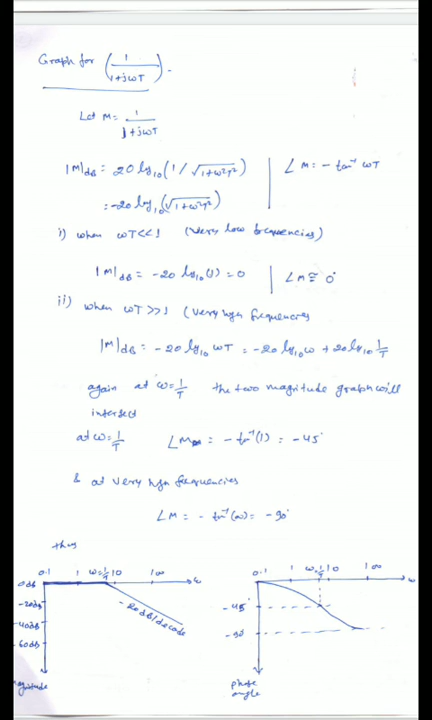 Graph for (1/(1+jωT)) -
Let M = 1/(1+jωT)
|M|dB = 20 log10 (1/√(1+ω²T²)) | ∠M = - tan⁻¹ ωT
= -20 log10 (√(1+ω²T²))
i) when ωT<<1 (very low frequencies)
|M|dB = -20 log10 (1) = 0 | ∠M ≅ 0°
ii) when ωT >>1 (very high frequencies
|M|dB = -20 log10 ωT = -20 log10 ω + 20 log10 1/T
again at ω=1/T the two magnitude graph will
intersect
at ω=1/T ∠M = - tan⁻¹(1) = -45°
& at very high frequencies
∠M = - tan⁻¹(∞) = -90°
thus
0.1 1 ω=1/T 10 100 ω
0dB
-20dB
-40dB
-60dB
-20dB/decade
magnitude
0.1 1 ω=1/T 10 100 ω
-45°
-90°
phase
angle